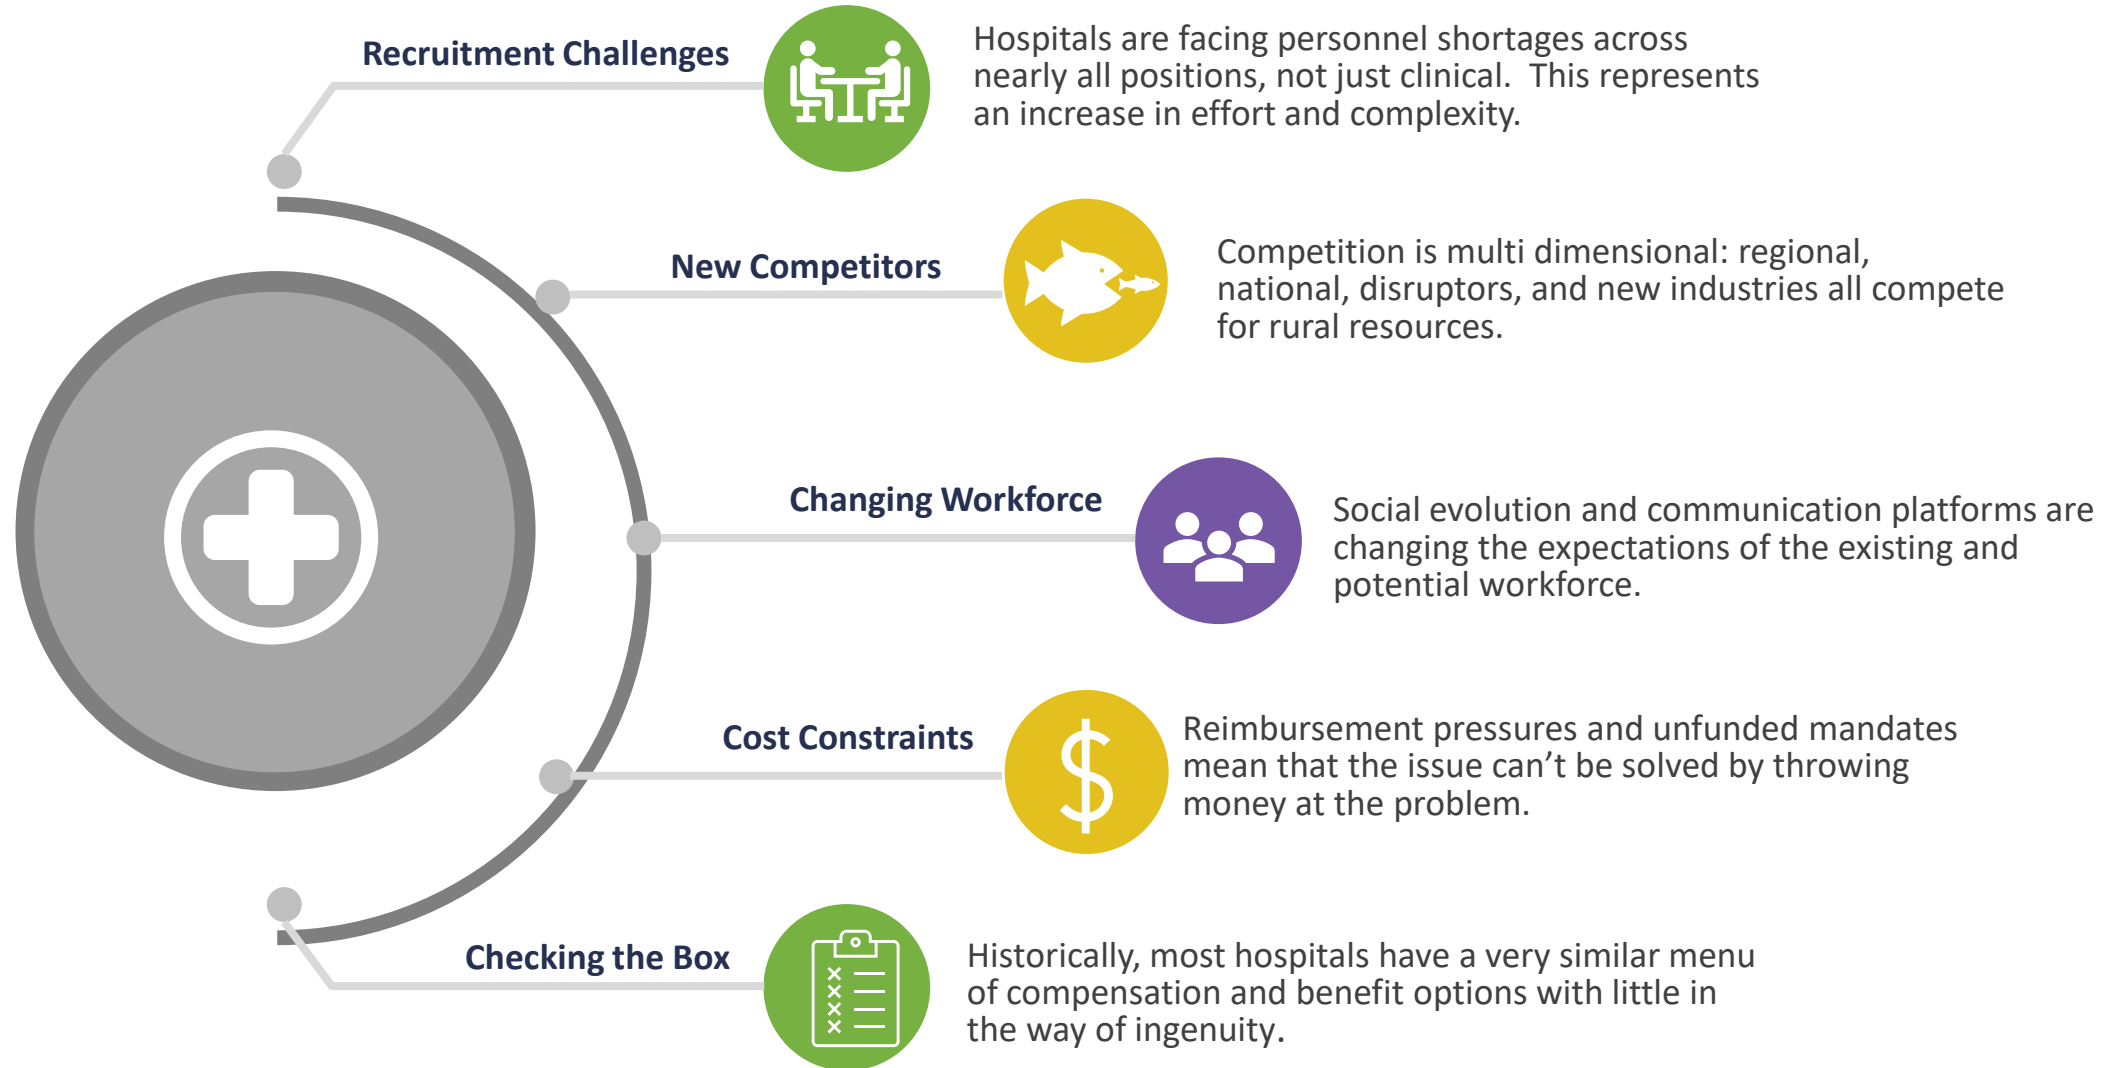 Recruitment Challenges
Hospitals are facing personnel shortages across
nearly all positions, not just clinical.  This represents
an increase in effort and complexity.
New Competitors
Competition is multi dimensional: regional,
national, disruptors, and new industries all compete
for rural resources.
Changing Workforce
Social evolution and communication platforms are
changing the expectations of the existing and
potential workforce.
Cost Constraints
$
Reimbursement pressures and unfunded mandates
mean that the issue can’t be solved by throwing
money at the problem.
Checking the Box
Historically, most hospitals have a very similar menu
of compensation and benefit options with little in
the way of ingenuity.